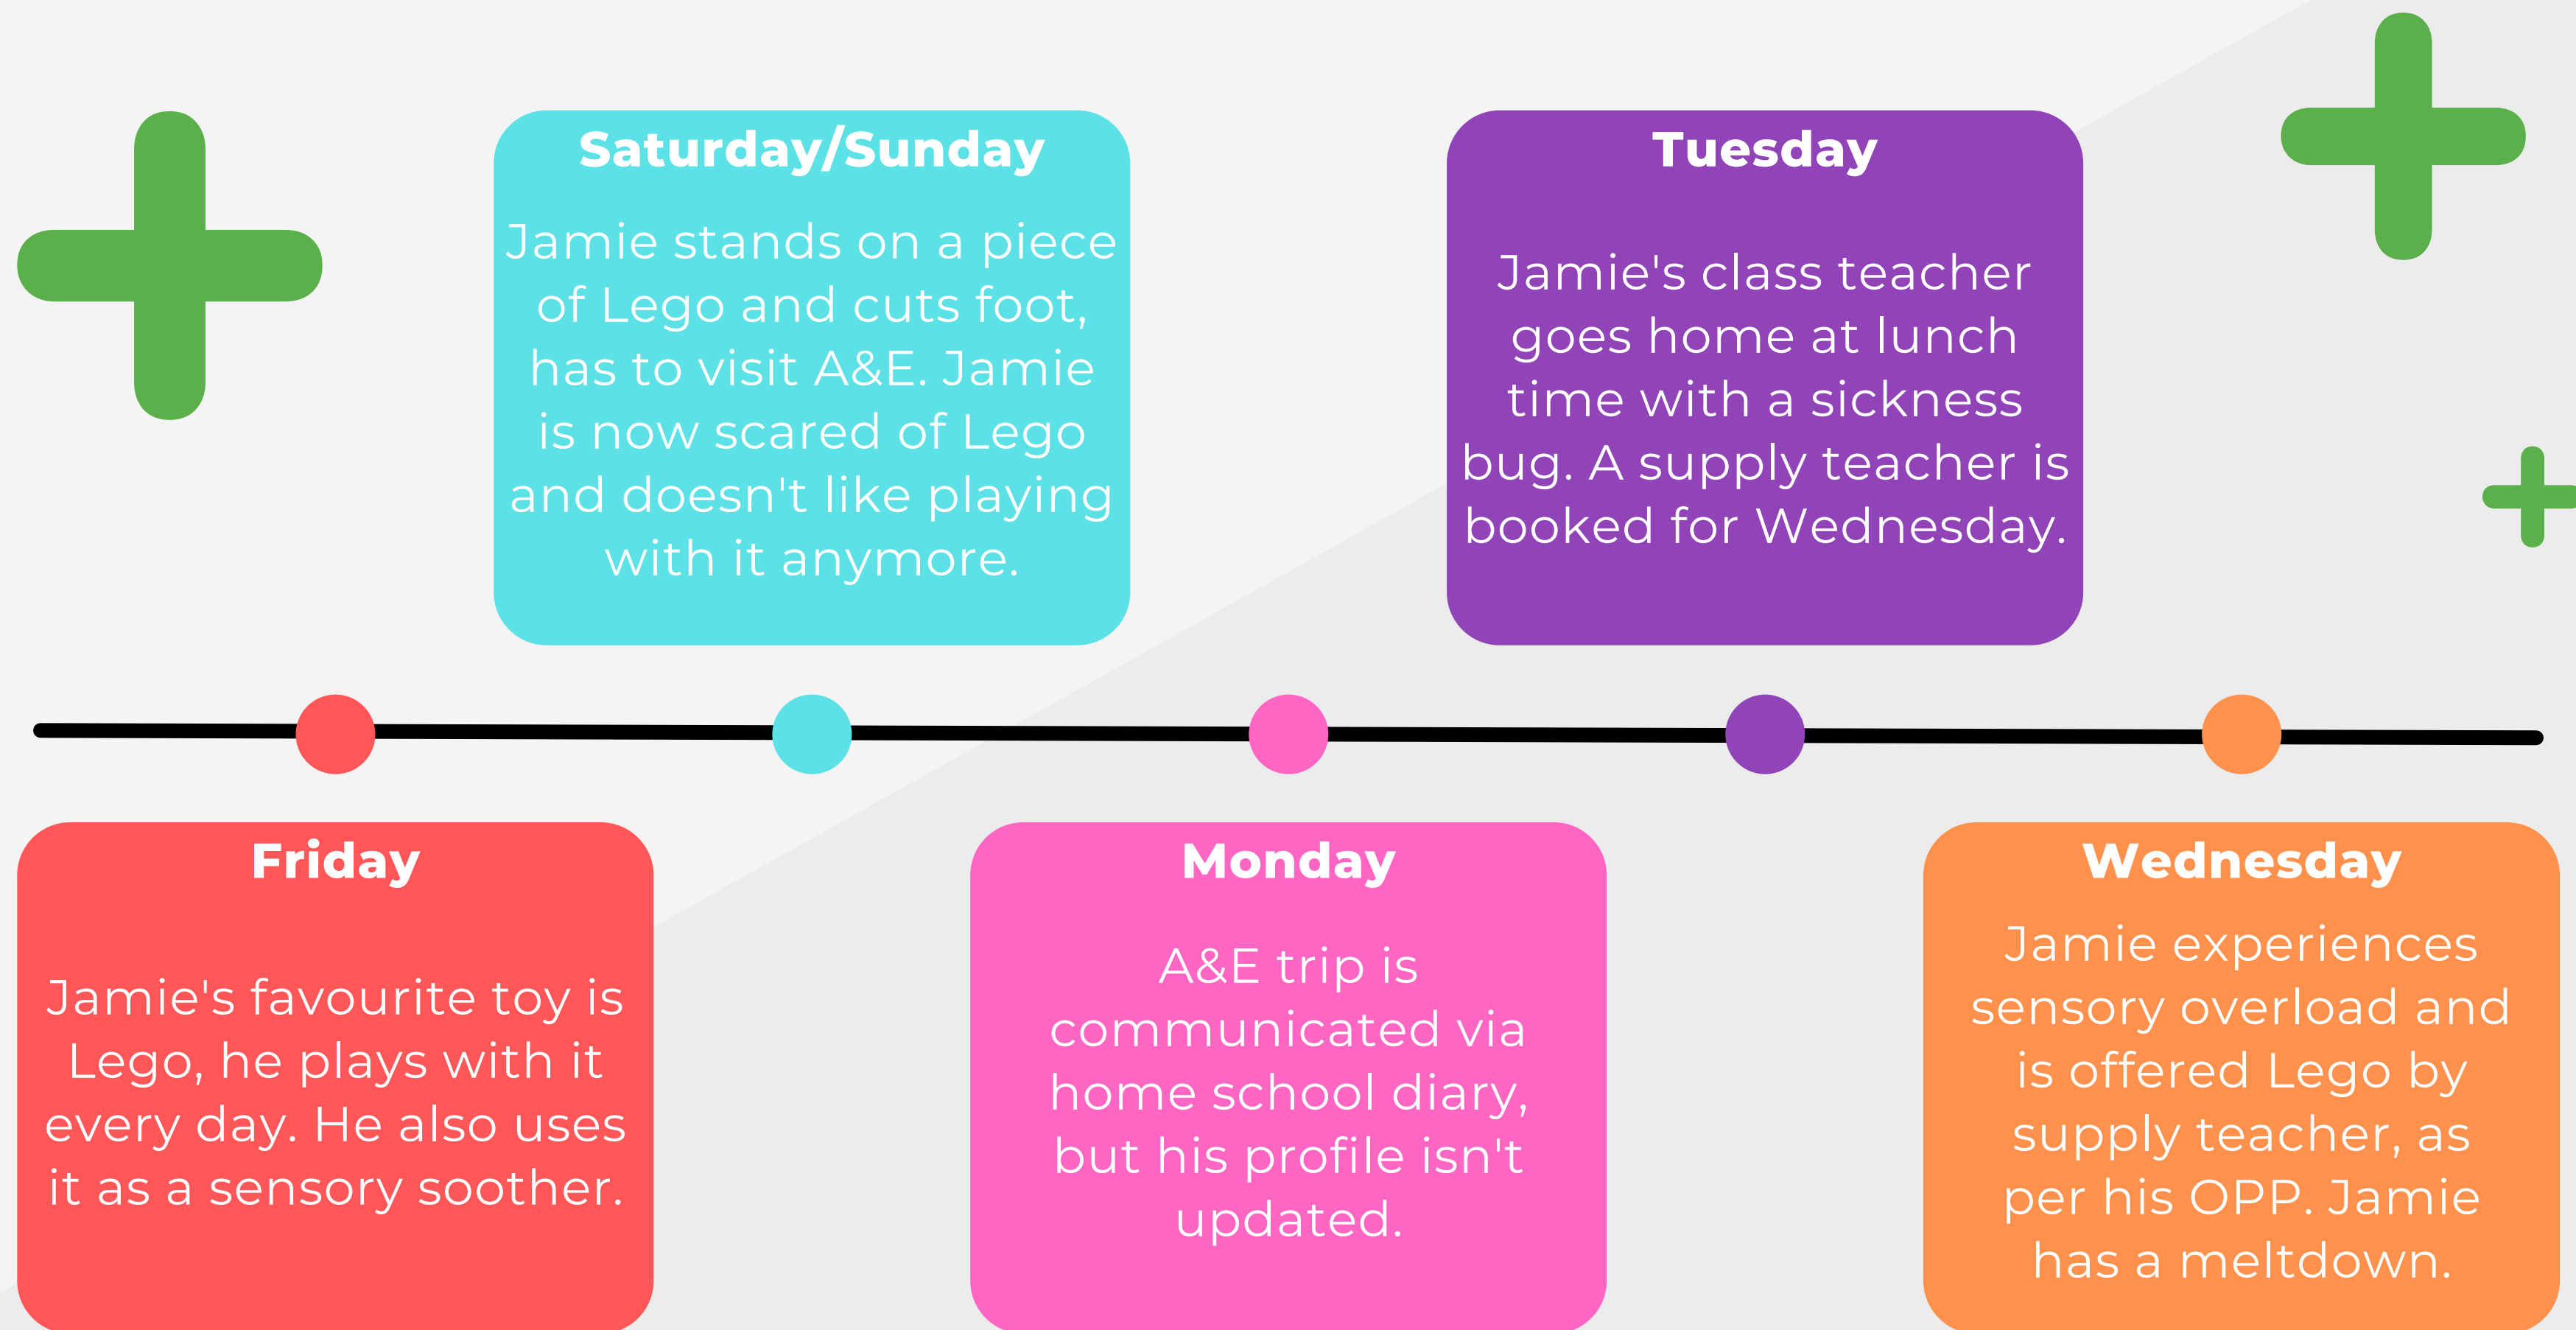 Friday
Jamie's favourite toy is
Lego, he plays with it
every day. He also uses
it as a sensory soother.
Saturday/Sunday
Jamie stands on a piece
of Lego and cuts foot,
has to visit A&E. Jamie
is now scared of Lego
and doesn't like playing
with it anymore.
Monday
A&E trip is
communicated via
home school diary,
but his profile isn't
updated.
Tuesday
Jamie's class teacher
goes home at lunch
time with a sickness
bug. A supply teacher is
booked for Wednesday.
Wednesday
Jamie experiences
sensory overload and
is offered Lego by
supply teacher, as
per his OPP. Jamie
has a meltdown.